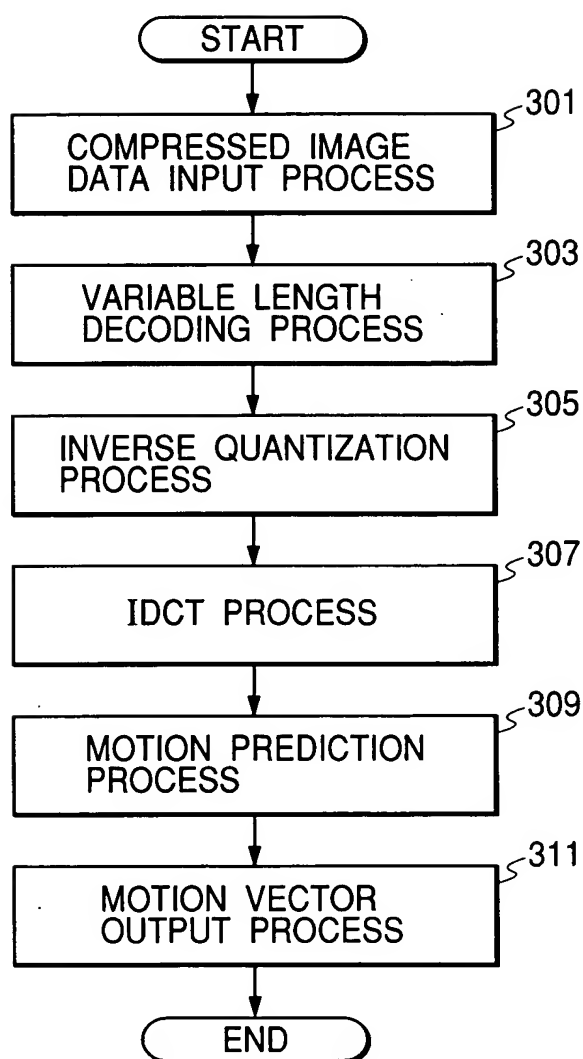 START
301
COMPRESSED IMAGE
DATA INPUT PROCESS
303
VARIABLE LENGTH
DECODING PROCESS
305
INVERSE QUANTIZATION
PROCESS
307
IDCT PROCESS
309
MOTION PREDICTION
PROCESS
311
MOTION VECTOR
OUTPUT PROCESS
END